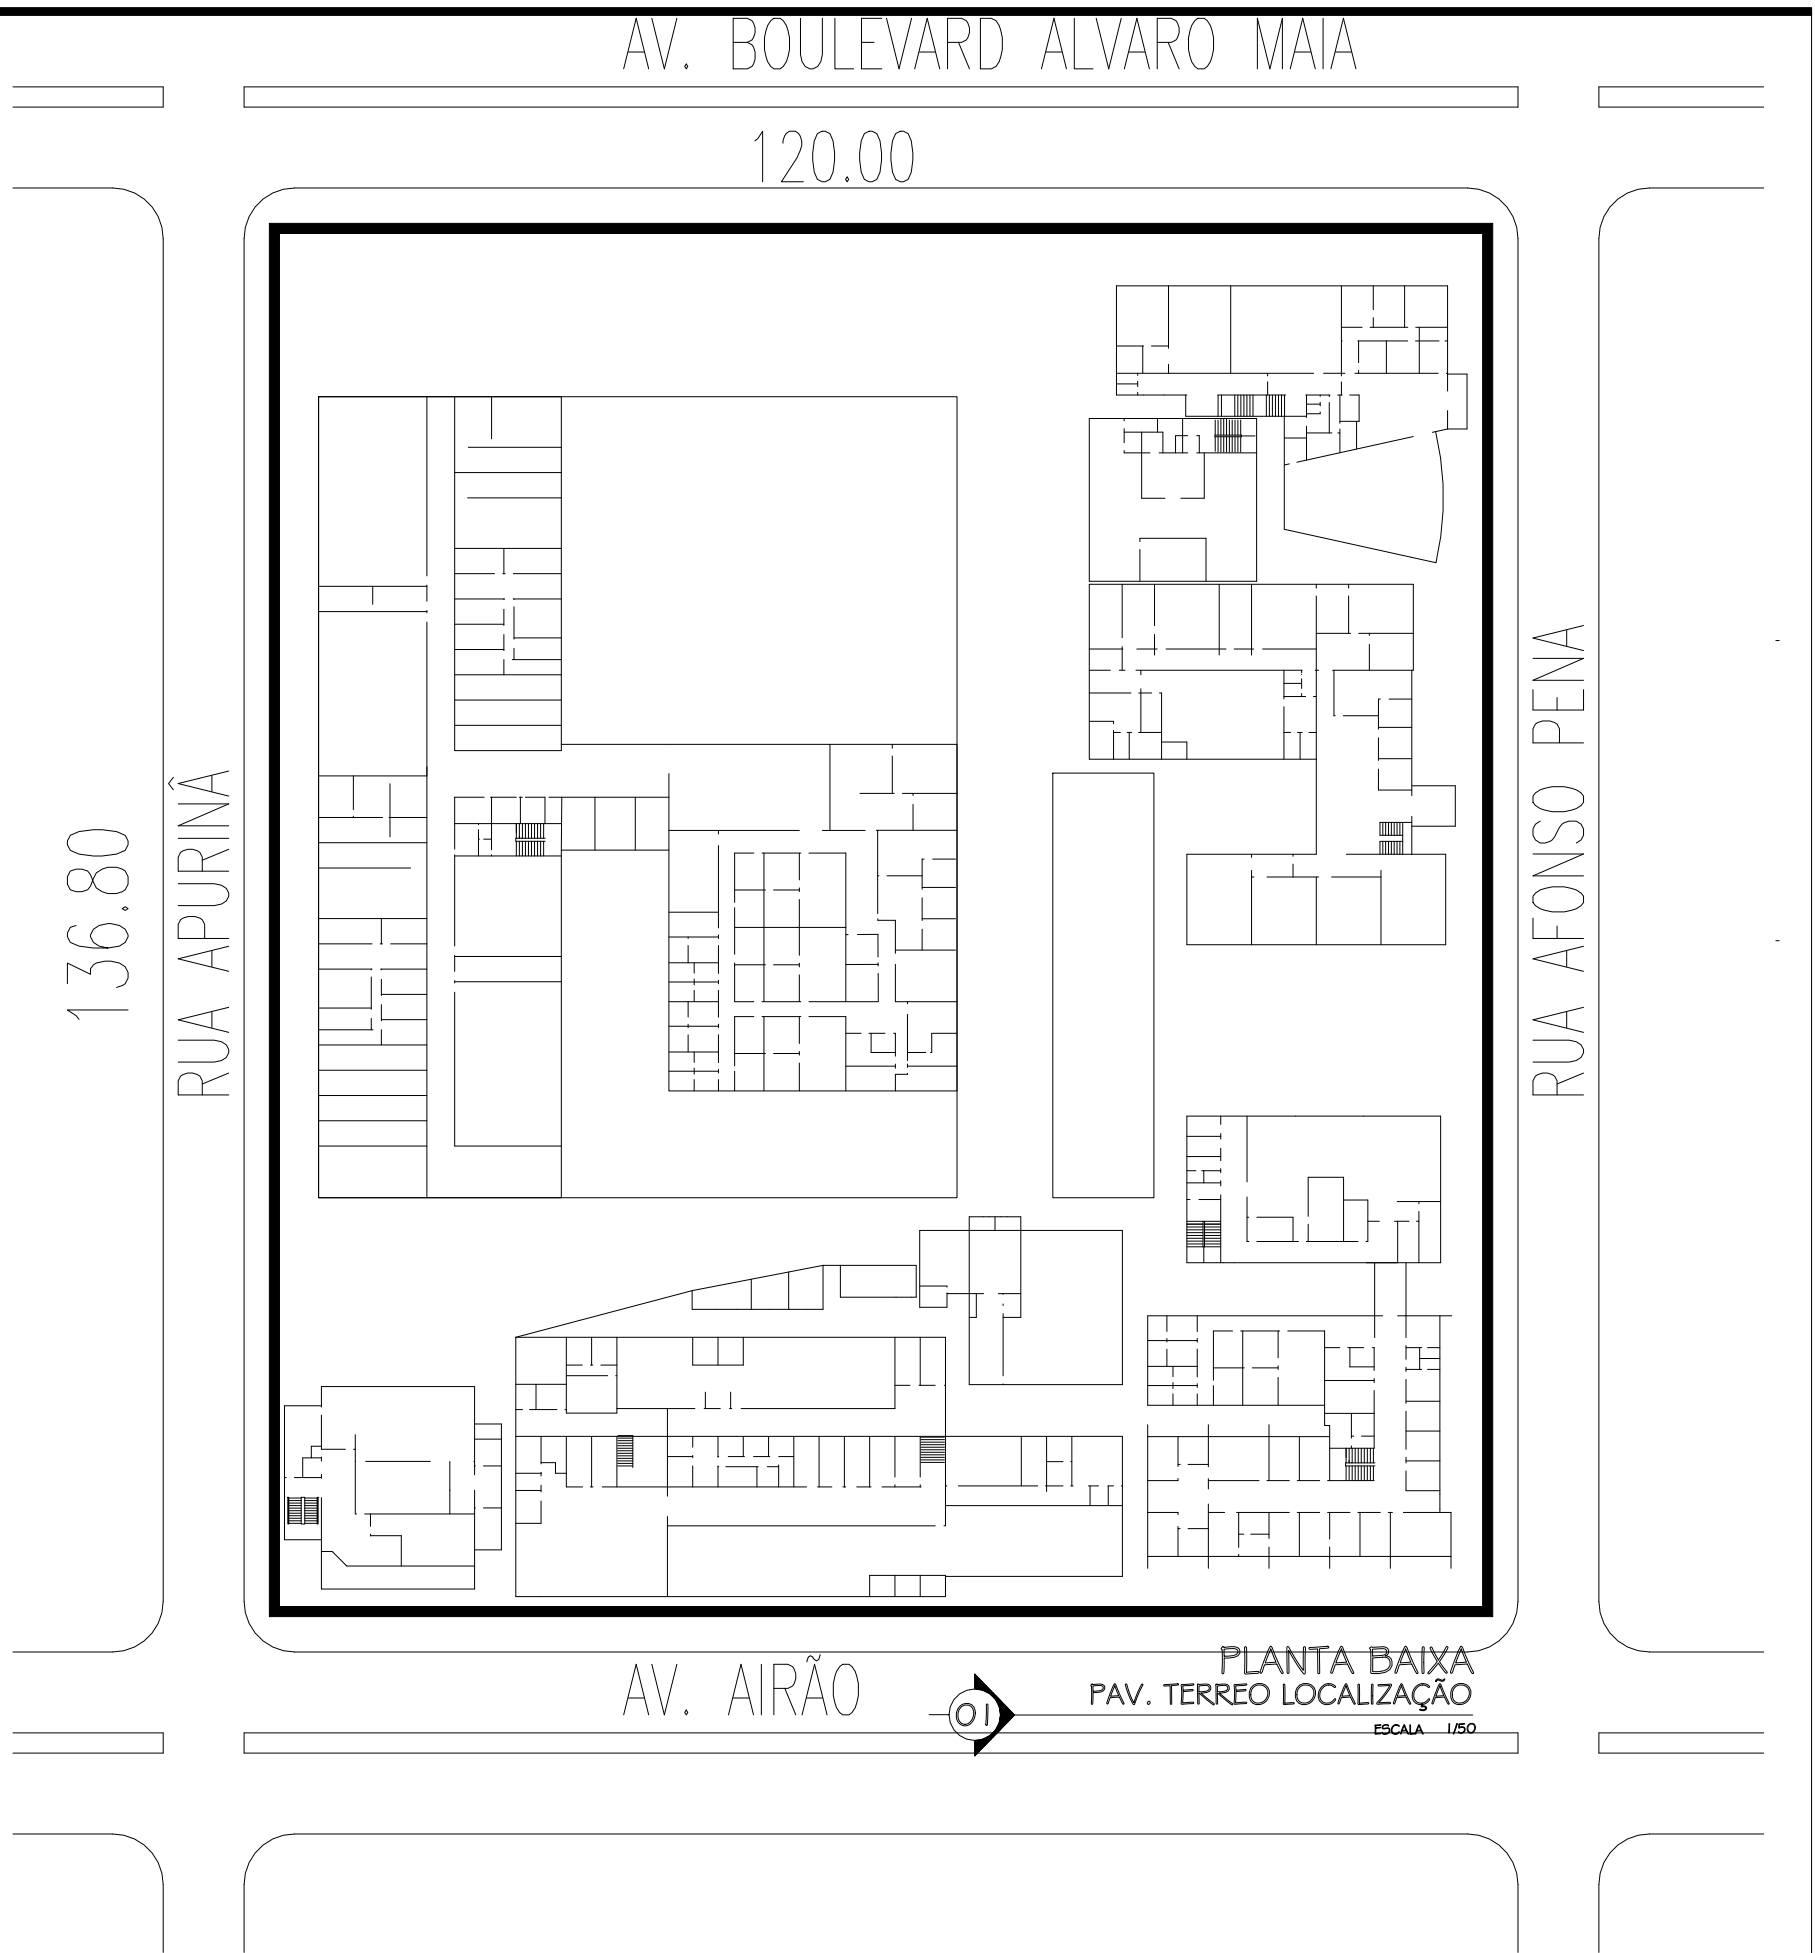 AV. BOULEVARD ALVARO MAIA
120.00
136.80
RUA APURINÂ
RUA AFONSO PENA
AV. AIRÃO
01
PLANTA BAIXA
PAV. TERREO LOCALIZAÇÃO
ESCALA 1/50